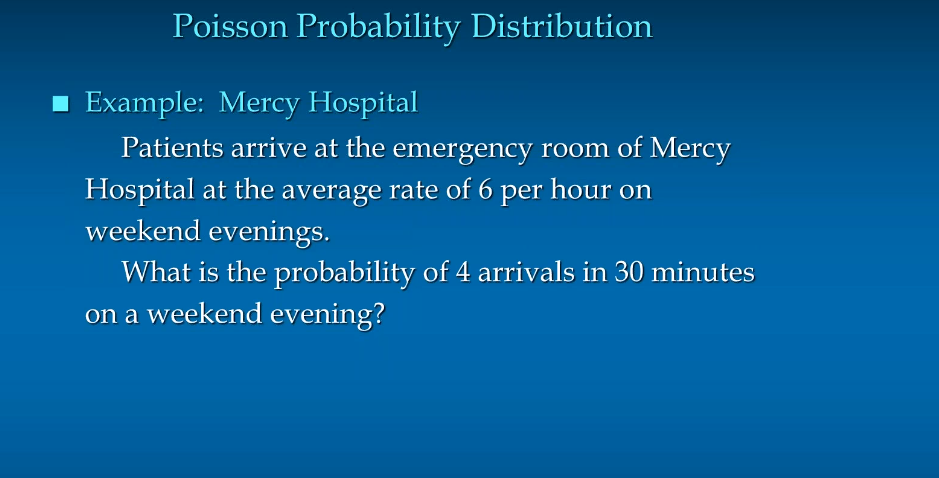 Poisson Probability Distribution
Example: Mercy Hospital
Patients arrive at the emergency room of Mercy
Hospital at the average rate of 6 per hour on
weekend evenings.
What is the probability of 4 arrivals in 30 minutes
on a weekend evening?